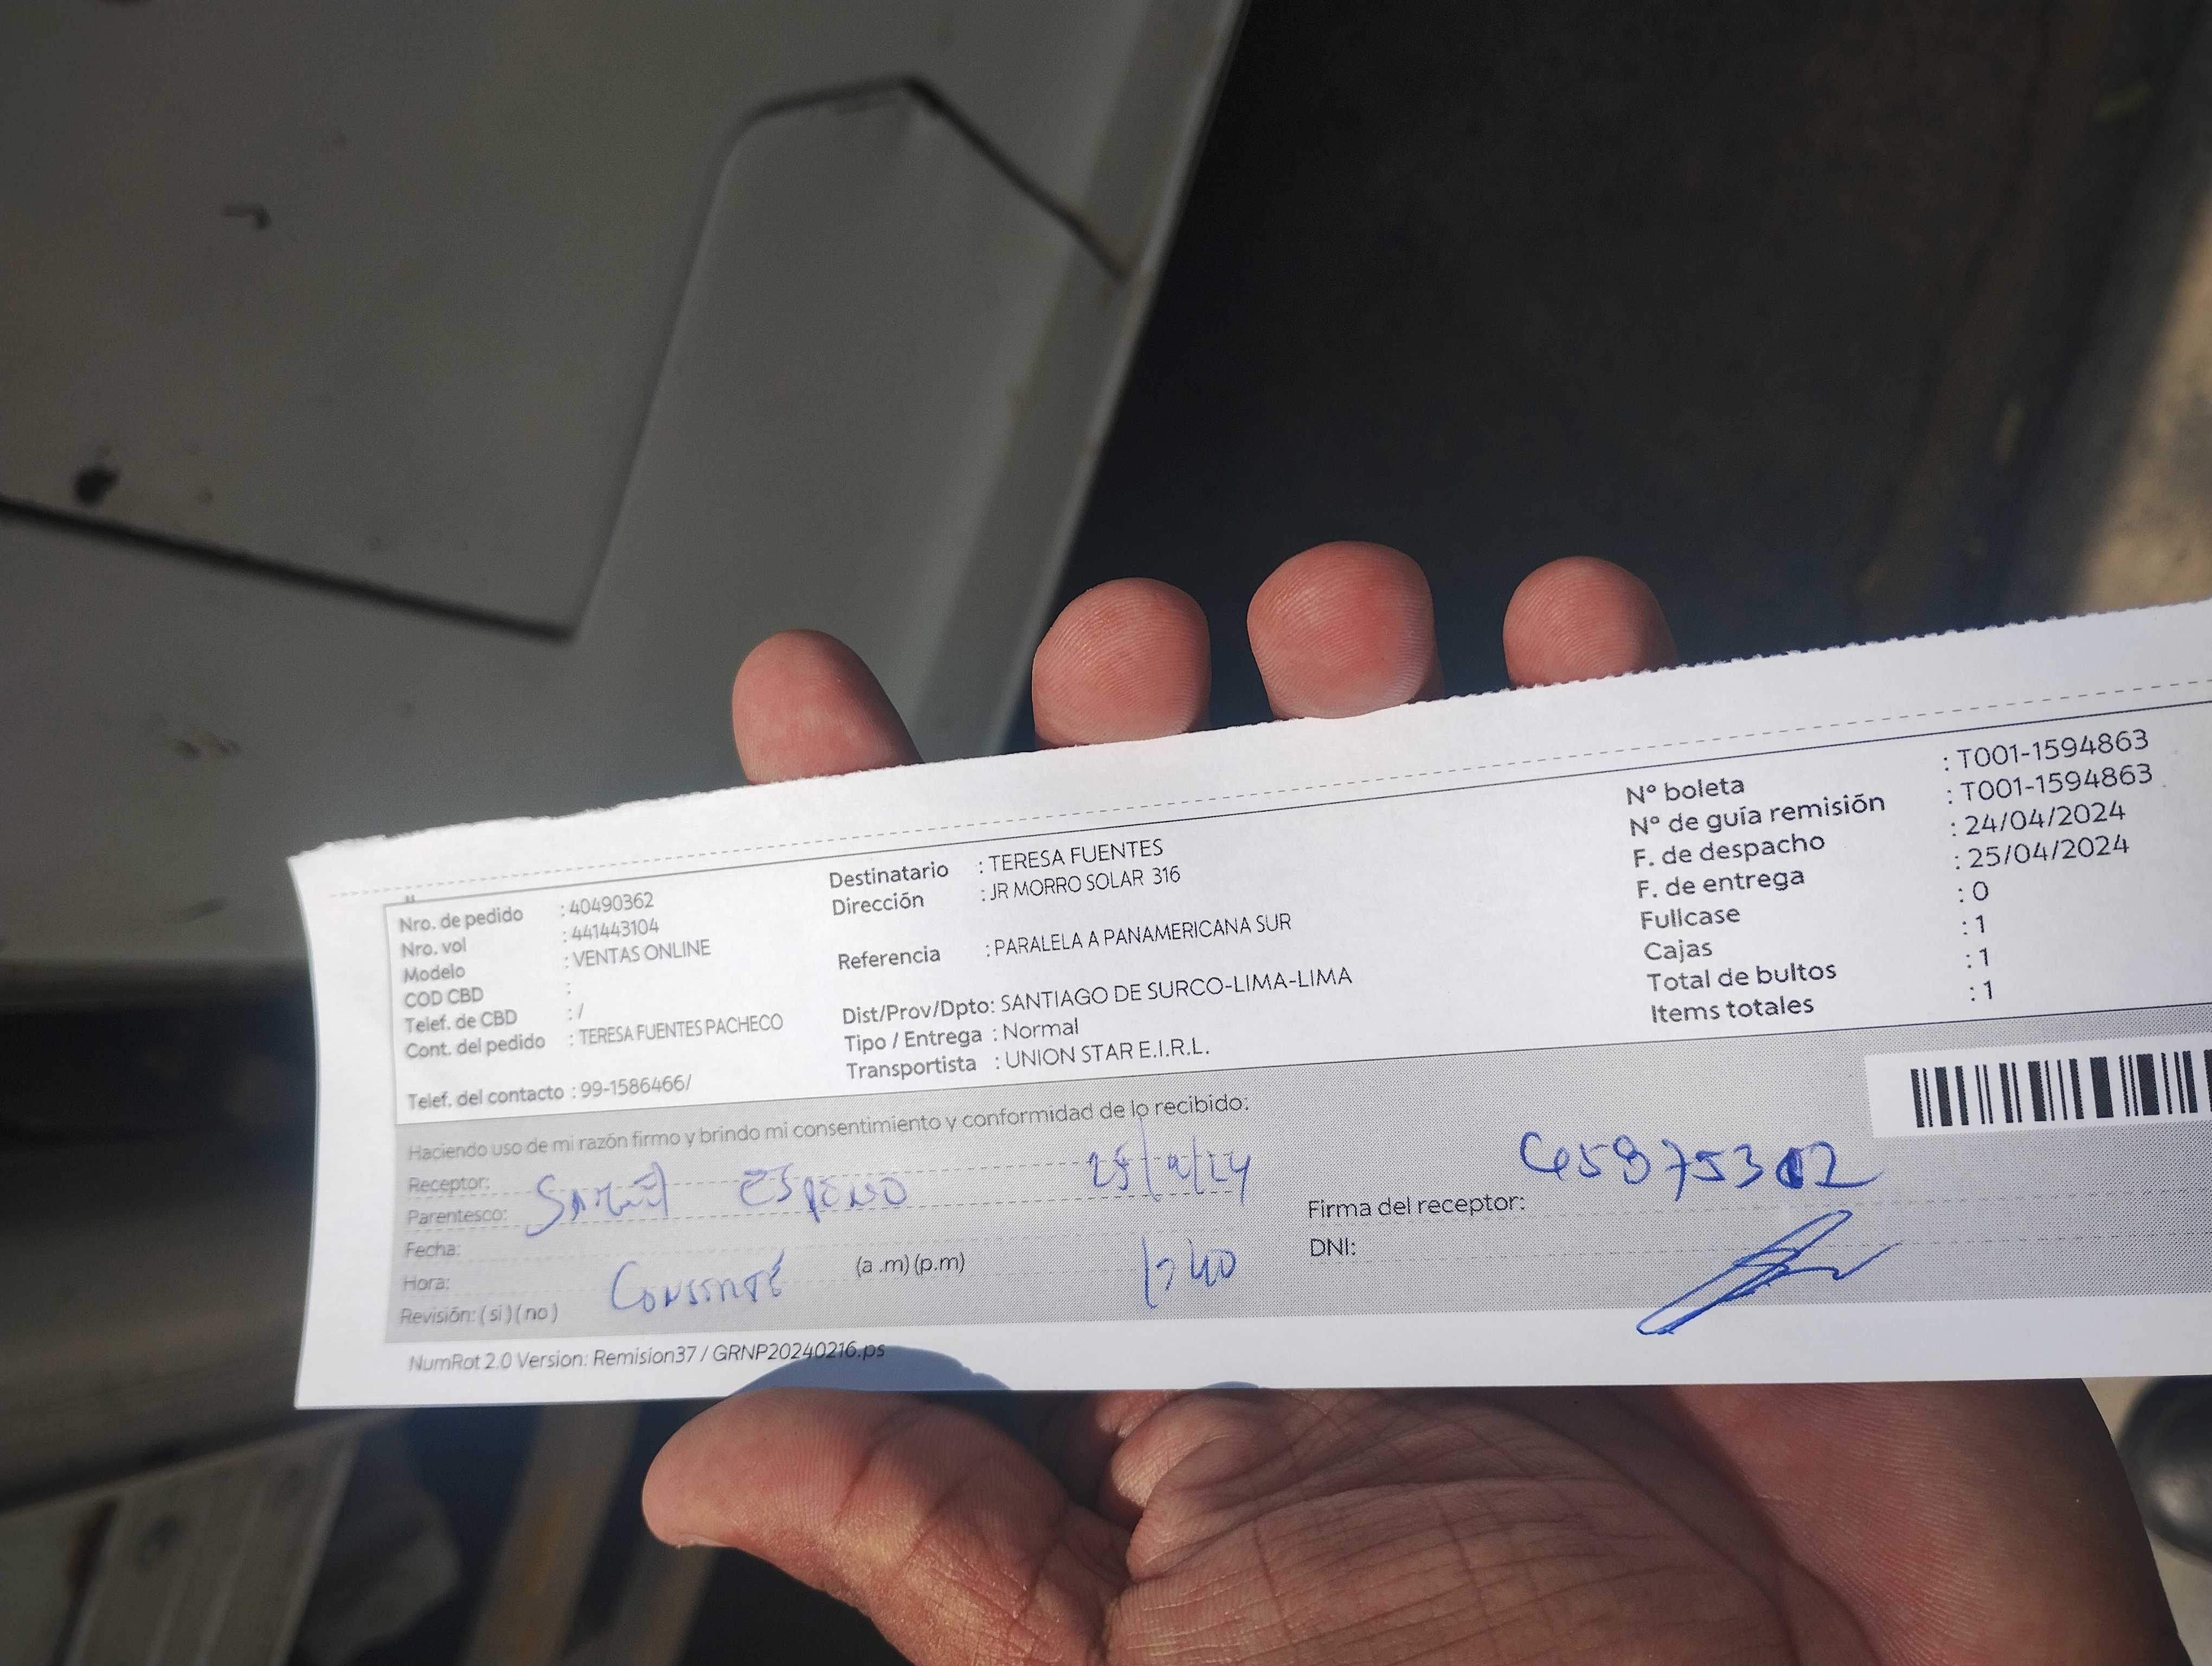 Nro. de pedido : 40490362
Nro. vol : 441443104
Modelo : VENTAS ONLINE
COD CBD :
Telef. de CBD : /
Cont. del pedido : TERESA FUENTES PACHECO
Telef. del contacto : 99-1586466/
Destinatario : TERESA FUENTES
Dirección : JR MORRO SOLAR 316
Referencia : PARALELA A PANAMERICANA SUR
Dist/Prov/Dpto: SANTIAGO DE SURCO-LIMA-LIMA
Tipo / Entrega : Normal
Transportista : UNION STAR E.I.R.L.
N° boleta : T001-1594863
N° de guía remisión : T001-1594863
F. de despacho : 24/04/2024
F. de entrega : 25/04/2024
Fullcase : 0
Cajas : 1
Total de bultos : 1
Items totales : 1
Haciendo uso de mi razón firmo y brindo mi consentimiento y conformidad de lo recibido:
Receptor:
Parentesco: ESPOSO
Fecha:
Hora: (a .m) (p.m)
Revisión: ( si ) ( no )
Firma del receptor:
DNI:
NumRot 2.0 Version: Remision37 / GRNP20240216.ps